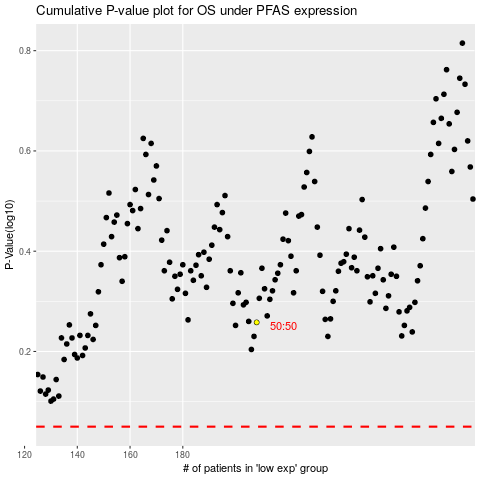 Cumulative P-value plot for OS under PFAS expression
P-Value(log10)
0.8
0.6
0.4
0.2
50:50
120 140 160 180
# of patients in 'low exp' group